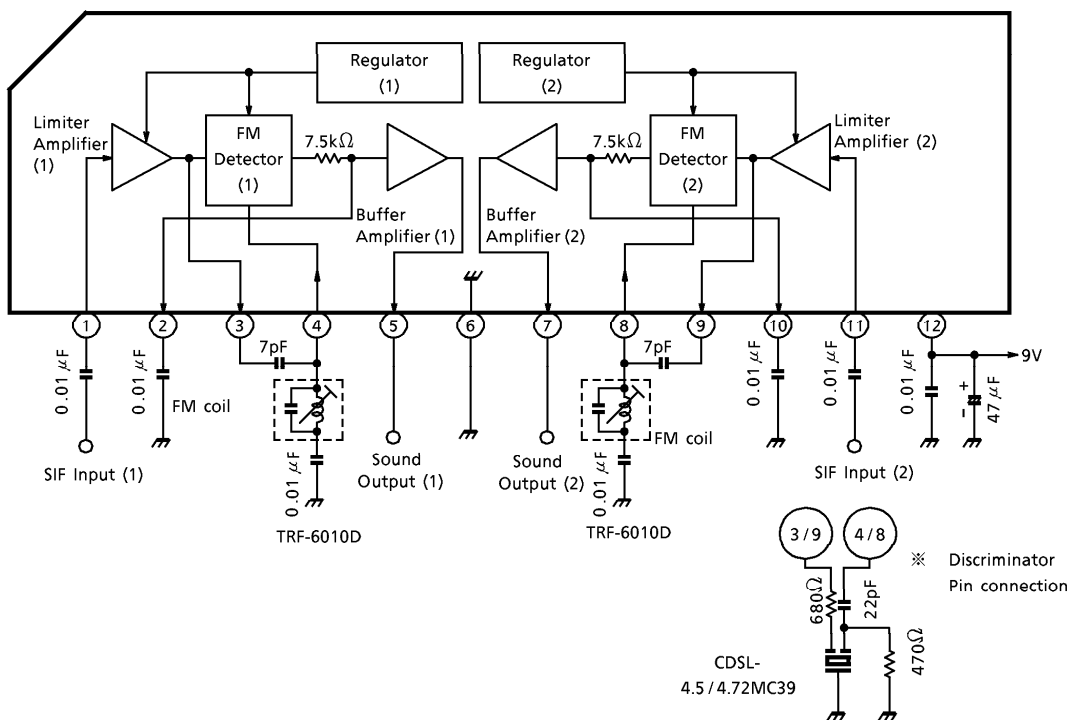 Regulator
(1)
Regulator
(2)
Limiter
Amplifier
(1)
FM
Detector
(1)
7.5kΩ
7.5kΩ
FM
Detector
(2)
Limiter
Amplifier (2)
Buffer
Amplifier (1)
Buffer
Amplifier (2)
1
2
3
4
5
6
7
8
9
10
11
12
0.01 μF
0.01 μF
7pF
7pF
0.01 μF
0.01 μF
0.01 μF
+
−
47 μF
9V
FM coil
FM coil
SIF Input (1)
0.01 μF
Sound
Output (1)
Sound
Output (2)
0.01 μF
SIF Input (2)
TRF-6010D
TRF-6010D
3 / 9
4 / 8
※ Discriminator
Pin connection
680Ω
22pF
470Ω
CDSL-
4.5 / 4.72MC39